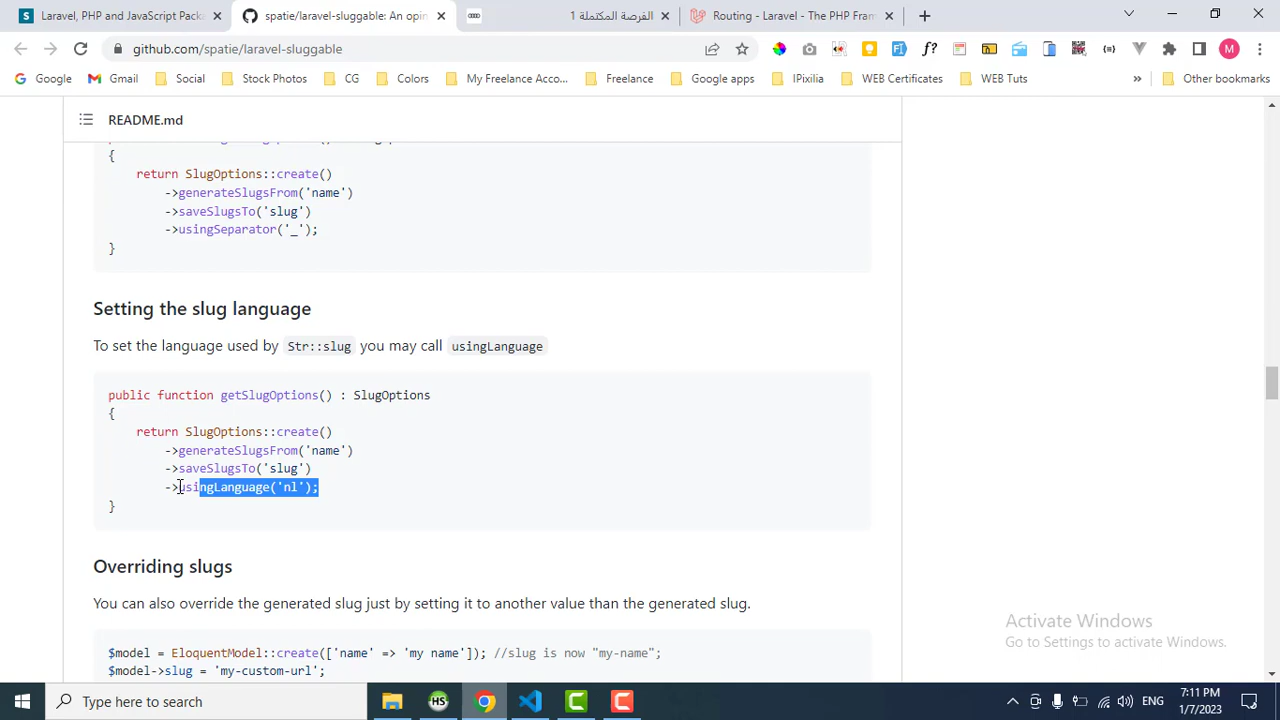 Laravel, PHP and JavaScript Pack
spatie/laravel-sluggable: An opin
الفرصة المكتملة 1
Routing - Laravel - The PHP Fram
github.com/spatie/laravel-sluggable
Google
Gmail
Social
Stock Photos
CG
Colors
My Freelance Acco...
Freelance
Google apps
IPixilia
WEB Certificates
WEB Tuts
»
Other bookmarks
README.md
{
return SlugOptions::create()
->generateSlugsFrom('name')
->saveSlugsTo('slug')
->usingSeparator('_');
}
Setting the slug language
To set the language used by Str::slug you may call usingLanguage
public function getSlugOptions() : SlugOptions
{
return SlugOptions::create()
->generateSlugsFrom('name')
->saveSlugsTo('slug')
->usingLanguage('nl');
}
Overriding slugs
You can also override the generated slug just by setting it to another value than the generated slug.
$model = EloquentModel::create(['name' => 'my name']); //slug is now "my-name";
$model->slug = 'my-custom-url';
Activate Windows
Go to Settings to activate Windows.
Type here to search
HS
ENG
7:11 PM
1/7/2023